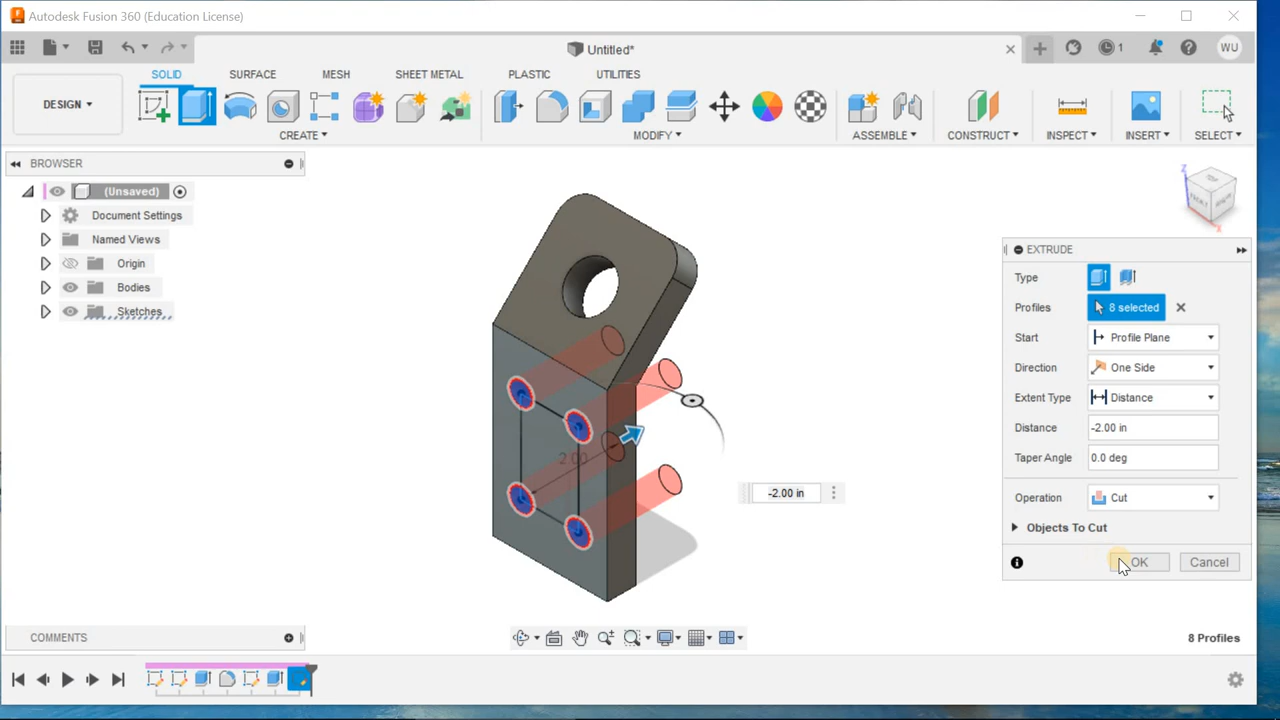 Autodesk Fusion 360 (Education License)
Untitled*
1
WU
DESIGN
SOLID
SURFACE
MESH
SHEET METAL
PLASTIC
UTILITIES
CREATE
MODIFY
ASSEMBLE
CONSTRUCT
INSPECT
INSERT
SELECT
BROWSER
(Unsaved)
Document Settings
Named Views
Origin
Bodies
Sketches
Z
X
EXTRUDE
Type
Profiles
8 selected
Start
Profile Plane
Direction
One Side
Extent Type
Distance
Distance
-2.00 in
Taper Angle
0.0 deg
Operation
Cut
Objects To Cut
OK
Cancel
2.00
-2.00 in
COMMENTS
8 Profiles